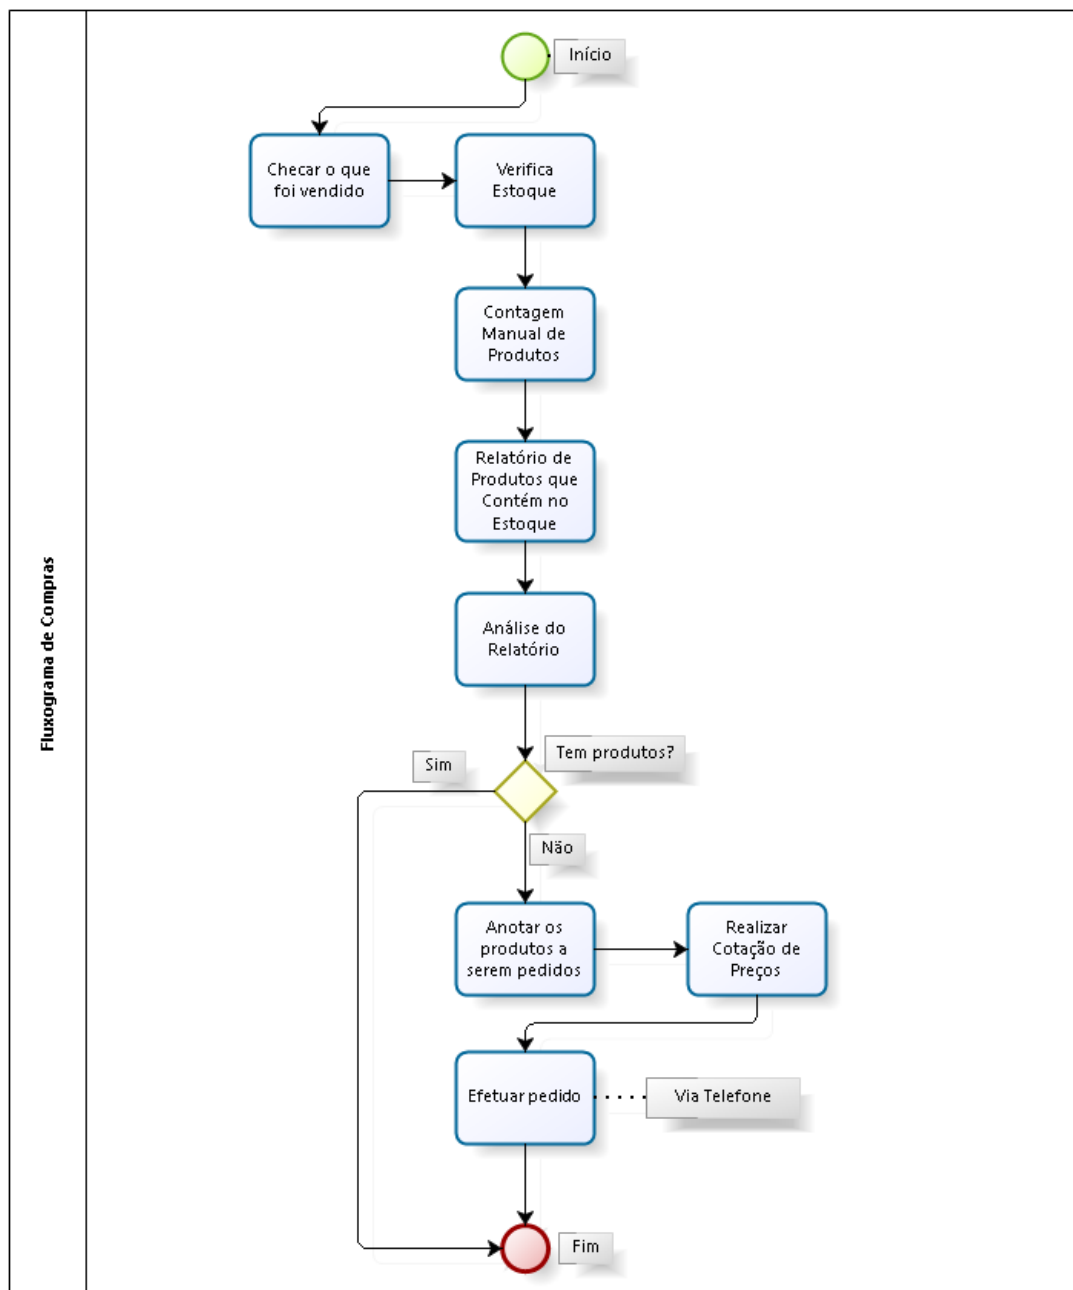 Fluxograma de Compras
Início
Checar o que
foi vendido
Verifica
Estoque
Contagem
Manual de
Produtos
Relatório de
Produtos que
Contém no
Estoque
Análise do
Relatório
Tem produtos?
Sim
Não
Anotar os
produtos a
serem pedidos
Realizar
Cotação de
Preços
Efetuar pedido
Via Telefone
Fim